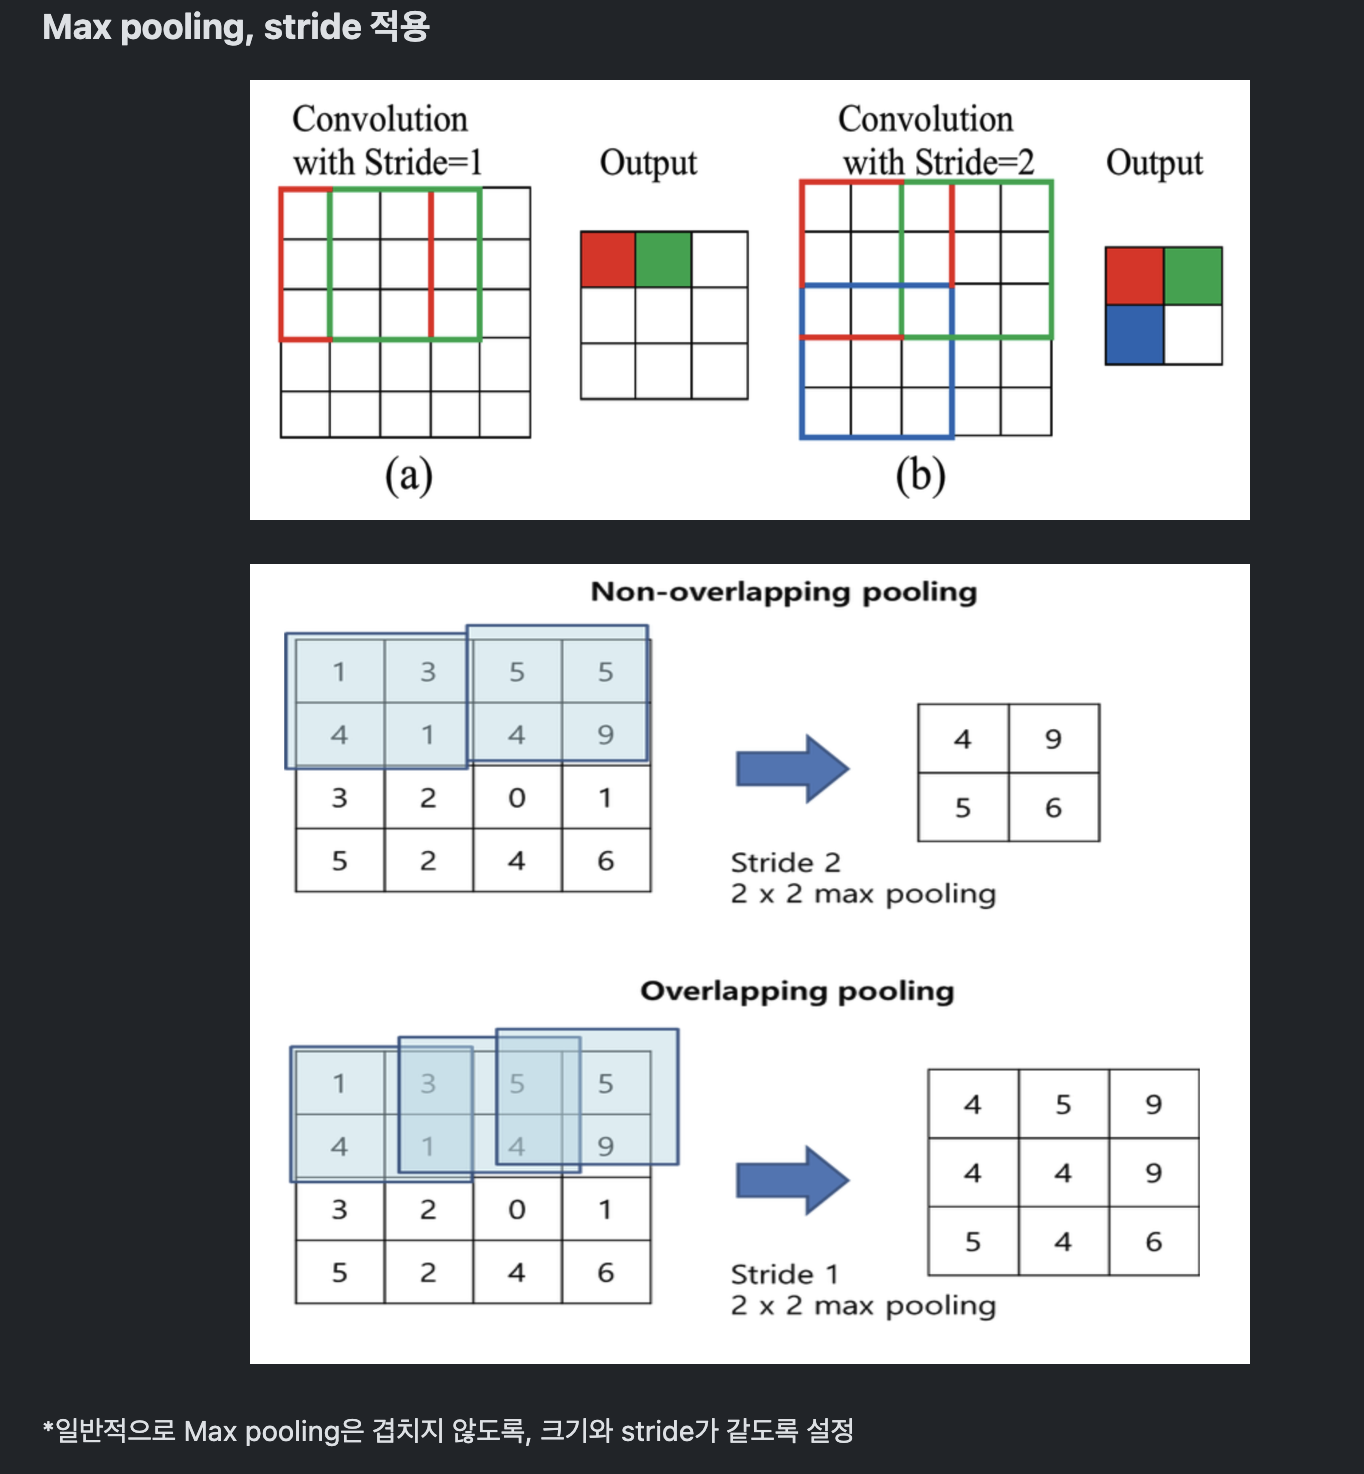 Max pooling, stride 적용
Convolution
with Stride=1
Output
Convolution
with Stride=2
Output
(a)
(b)
Non-overlapping pooling
1 3 5 5
4 1 4 9
3 2 0 1
5 2 4 6
4 9
5 6
Stride 2
2 x 2 max pooling
Overlapping pooling
1 3 5 5
4 1 4 9
3 2 0 1
5 2 4 6
4 5 9
4 4 9
5 4 6
Stride 1
2 x 2 max pooling
*일반적으로 Max pooling은 겹치지 않도록, 크기와 stride가 같도록 설정